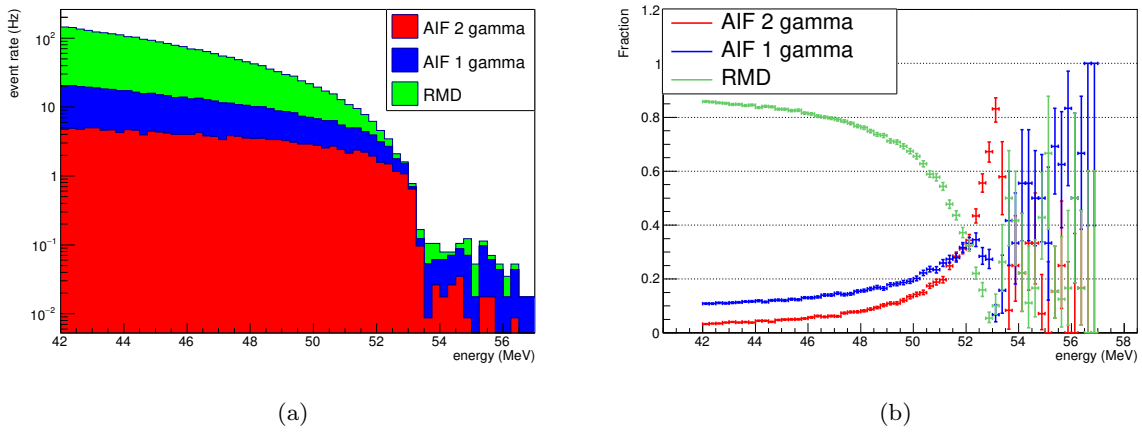 event rate (Hz)
10²
10
1
10⁻¹
10⁻²
42 44 46 48 50 52 54 56
energy (MeV)
AIF 2 gamma
AIF 1 gamma
RMD
(a)
Fraction
AIF 2 gamma
AIF 1 gamma
RMD
1
0.8
0.6
0.4
0.2
0
42 44 46 48 50 52 54 56 58
energy (MeV)
(b)